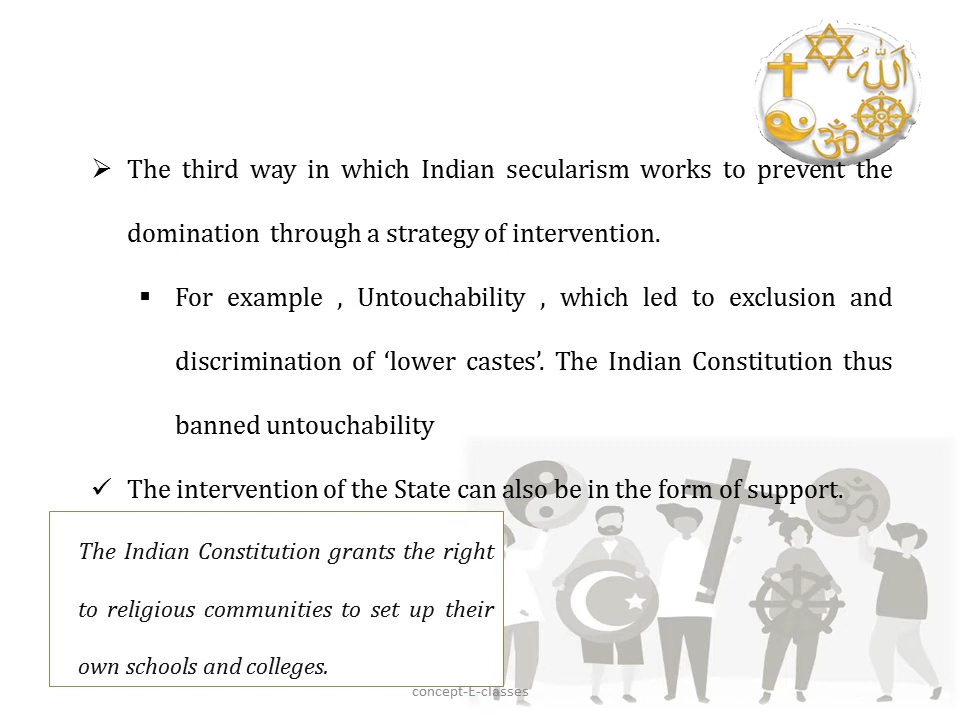 The third way in which Indian secularism works to prevent the
domination through a strategy of intervention.
For example , Untouchability , which led to exclusion and
discrimination of ‘lower castes’. The Indian Constitution thus
banned untouchability
The intervention of the State can also be in the form of support.
The Indian Constitution grants the right
to religious communities to set up their
own schools and colleges.
concept-E-classes